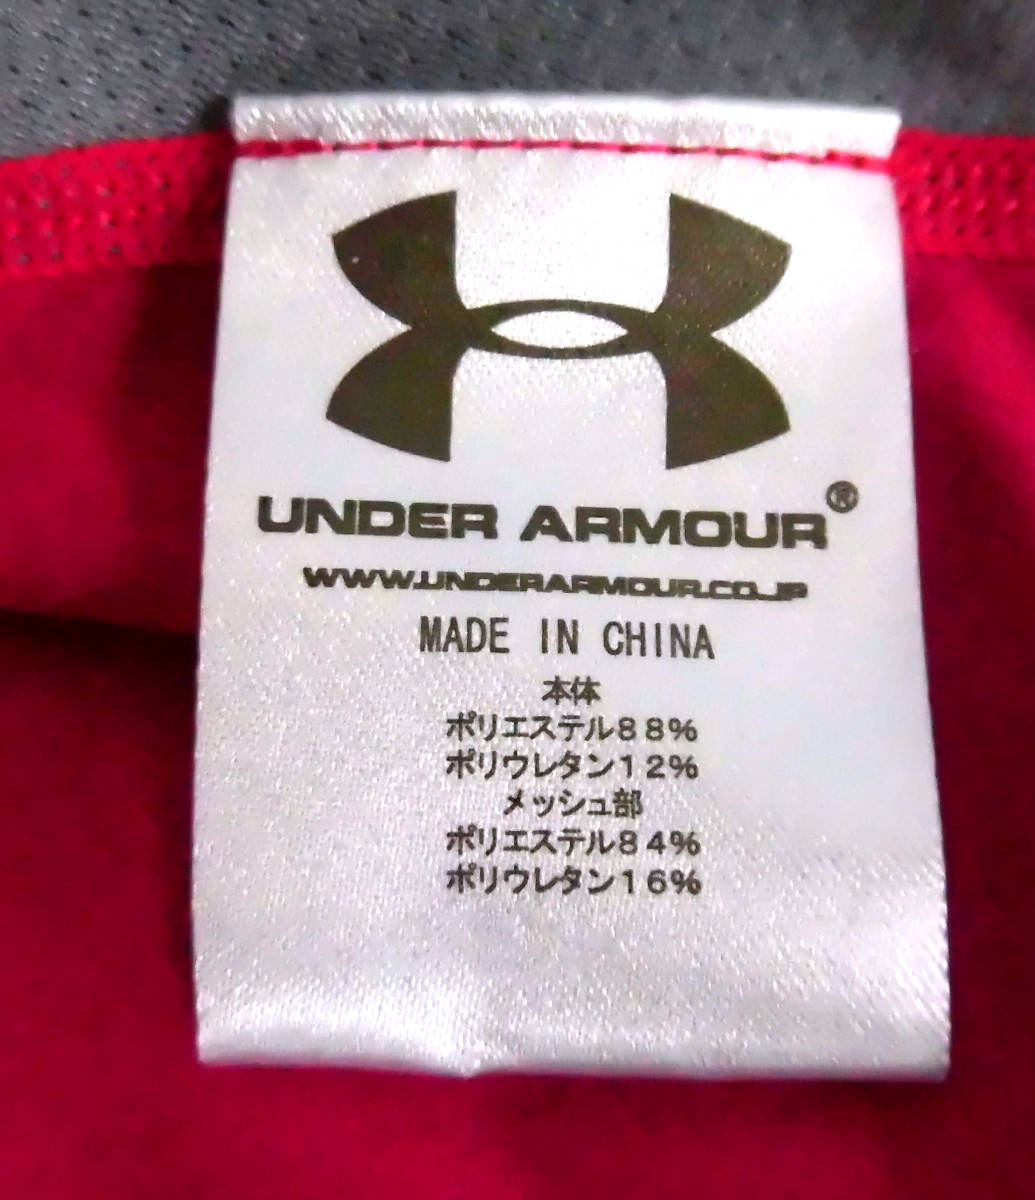 UNDER ARMOUR®
WWW.UNDERARMOUR.CO.JP
MADE IN CHINA
本体
ポリエステル88%
ポリウレタン12%
メッシュ部
ポリエステル84%
ポリウレタン16%